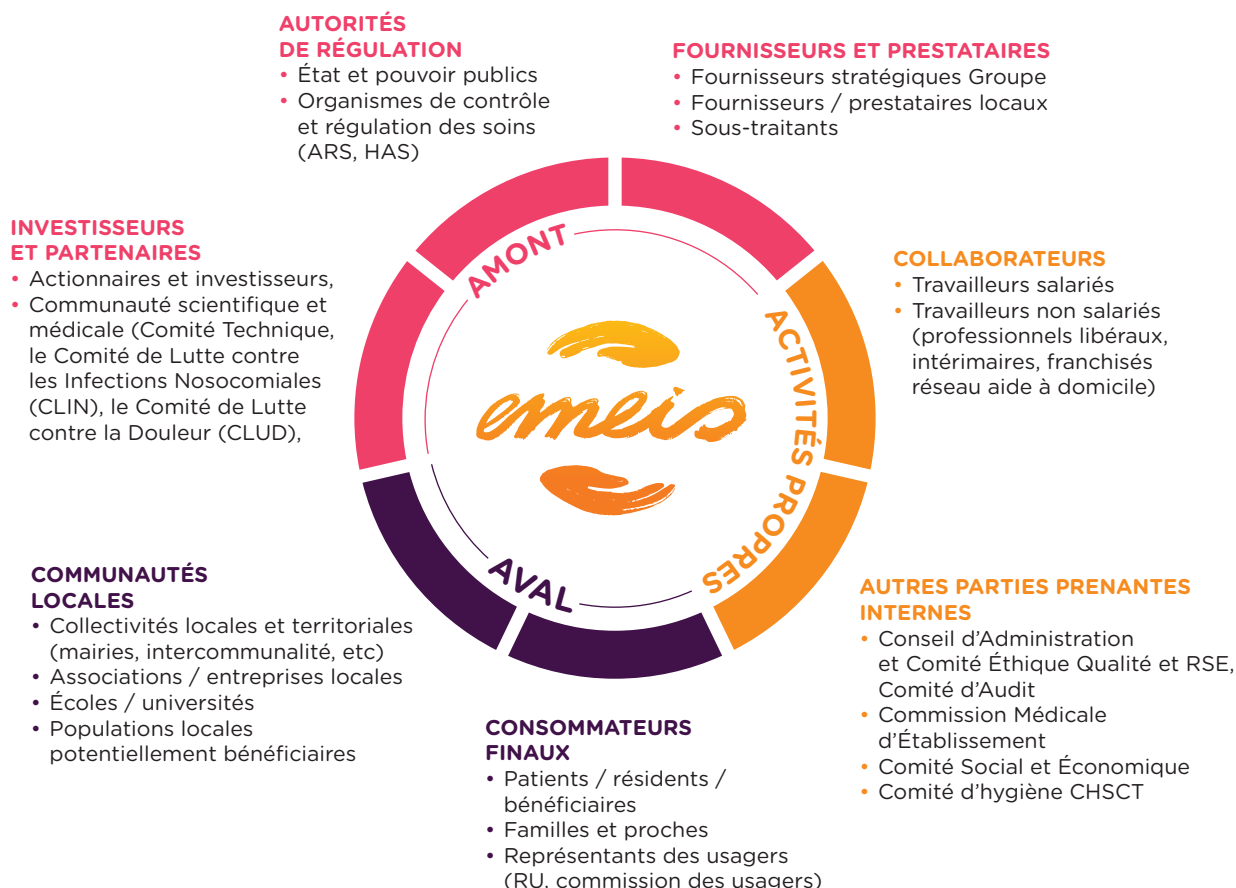 AUTORITÉS
DE RÉGULATION
• État et pouvoir publics
• Organismes de contrôle
et régulation des soins
(ARS, HAS)
FOURNISSEURS ET PRESTATAIRES
• Fournisseurs stratégiques Groupe
• Fournisseurs / prestataires locaux
• Sous-traitants
INVESTISSEURS
ET PARTENAIRES
• Actionnaires et investisseurs,
• Communauté scientifique et
médicale (Comité Technique,
le Comité de Lutte contre
les Infections Nosocomiales
(CLIN), le Comité de Lutte
contre la Douleur (CLUD),
AMONT
ACTIVITÉS PROPRES
AVAL
emeis
COLLABORATEURS
• Travailleurs salariés
• Travailleurs non salariés
(professionnels libéraux,
intérimaires, franchisés
réseau aide à domicile)
COMMUNAUTÉS
LOCALES
• Collectivités locales et territoriales
(mairies, intercommunalité, etc)
• Associations / entreprises locales
• Écoles / universités
• Populations locales
potentiellement bénéficiaires
CONSOMMATEURS
FINAUX
• Patients / résidents /
bénéficiaires
• Familles et proches
• Représentants des usagers
(RU, commission des usagers)
AUTRES PARTIES PRENANTES
INTERNES
• Conseil d’Administration
et Comité Éthique Qualité et RSE,
Comité d’Audit
• Commission Médicale
d’Établissement
• Comité Social et Économique
• Comité d’hygiène CHSCT